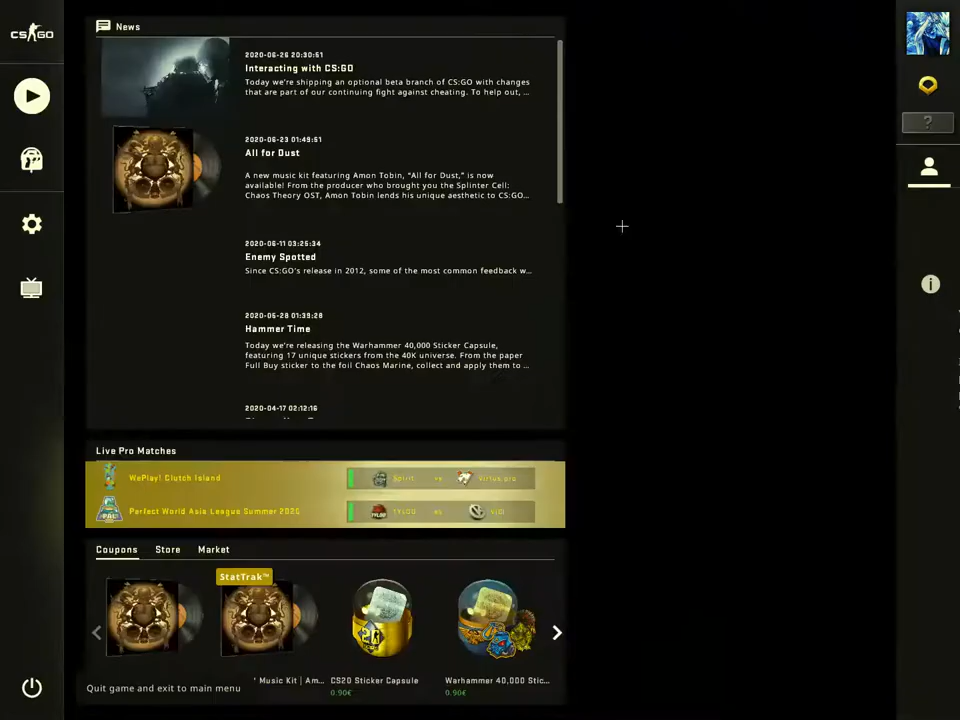 CS GO
News
2020-06-26 20:30:51
Interacting with CS:GO
Today we're shipping an optional beta branch of CS:GO with changes
that are part of our continuing fight against cheating. To help out, ...
2020-06-23 01:49:51
All for Dust
A new music kit featuring Amon Tobin, "All for Dust," is now
available! From the producer who brought you the Splinter Cell:
Chaos Theory OST, Amon Tobin lends his unique aesthetic to CS:GO...
2020-06-11 03:25:34
Enemy Spotted
Since CS:GO's release in 2012, some of the most common feedback w...
2020-05-28 01:39:28
Hammer Time
Today we're releasing the Warhammer 40,000 Sticker Capsule,
featuring 17 unique stickers from the 40K universe. From the paper
Full Buy sticker to the foil Chaos Marine, collect and apply them to ...
2020-04-17 02:12:16
Live Pro Matches
WePlay! Clutch Island
Spirit vs Virtus.pro
Perfect World Asia League Summer 2020
TYLOO vs ViCi
Coupons Store Market
StatTrak™
' Music Kit | Am... CS20 Sticker Capsule Warhammer 40,000 Stic...
0.90€ 0.90€
Quit game and exit to main menu
?